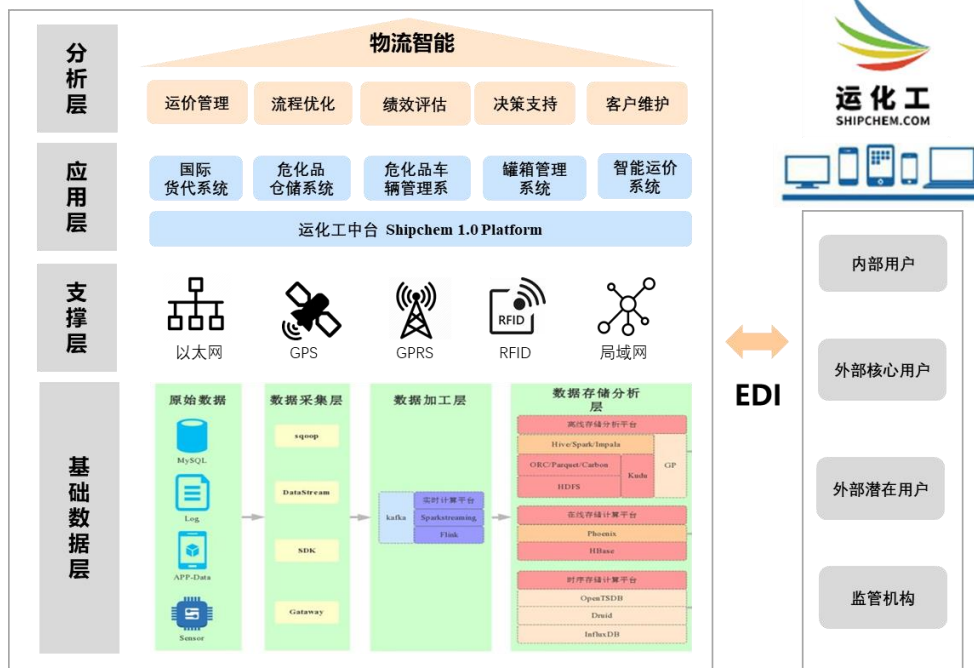 分析层
物流智能
运价管理
流程优化
绩效评估
决策支持
客户维护
应用层
国际
货代系统
危化品
仓储系统
危化品车
辆管理系
罐箱管理
系统
智能运价
系统
运化工中台 Shipchem 1.0 Platform
支撑层
RFID
以太网
GPS
GPRS
RFID
局域网
基础数据层
原始数据
MySQL
Log
APP-Data
Sensor
数据采集层
sqoop
DataStream
SDK
Gataway
数据加工层
kafka
实时计算平台
Sparkstreaming
Flink
数据存储分析
层
离线存储分析平台
Hive/Spark/Impala
ORC/Parquet/Carbon
HDFS
Kudu
GP
在线存储计算平台
Phoenix
HBase
时序存储计算平台
OpenTSDB
Druid
InfluxDB
EDI
运化工
SHIPCHEM.COM
内部用户
外部核心用户
外部潜在用户
监管机构